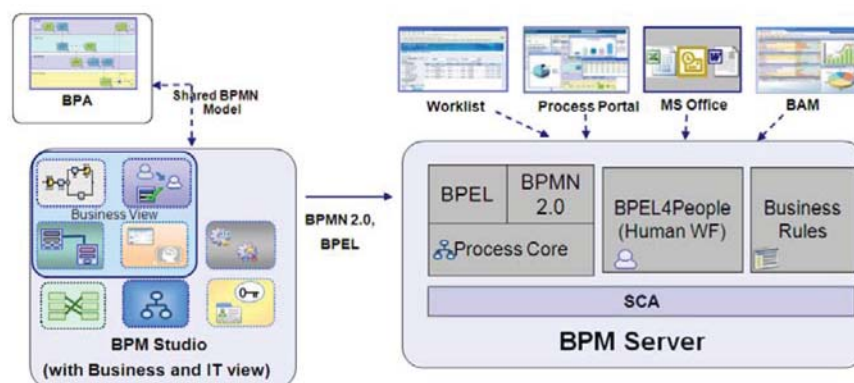 BPA
Shared BPMN
Model
Business View
BPM Studio
(with Business and IT view)
BPMN 2.0,
BPEL
Worklist
Process Portal
MS Office
BAM
BPEL
BPMN
2.0
Process Core
BPEL4People
(Human WF)
Business
Rules
SCA
BPM Server